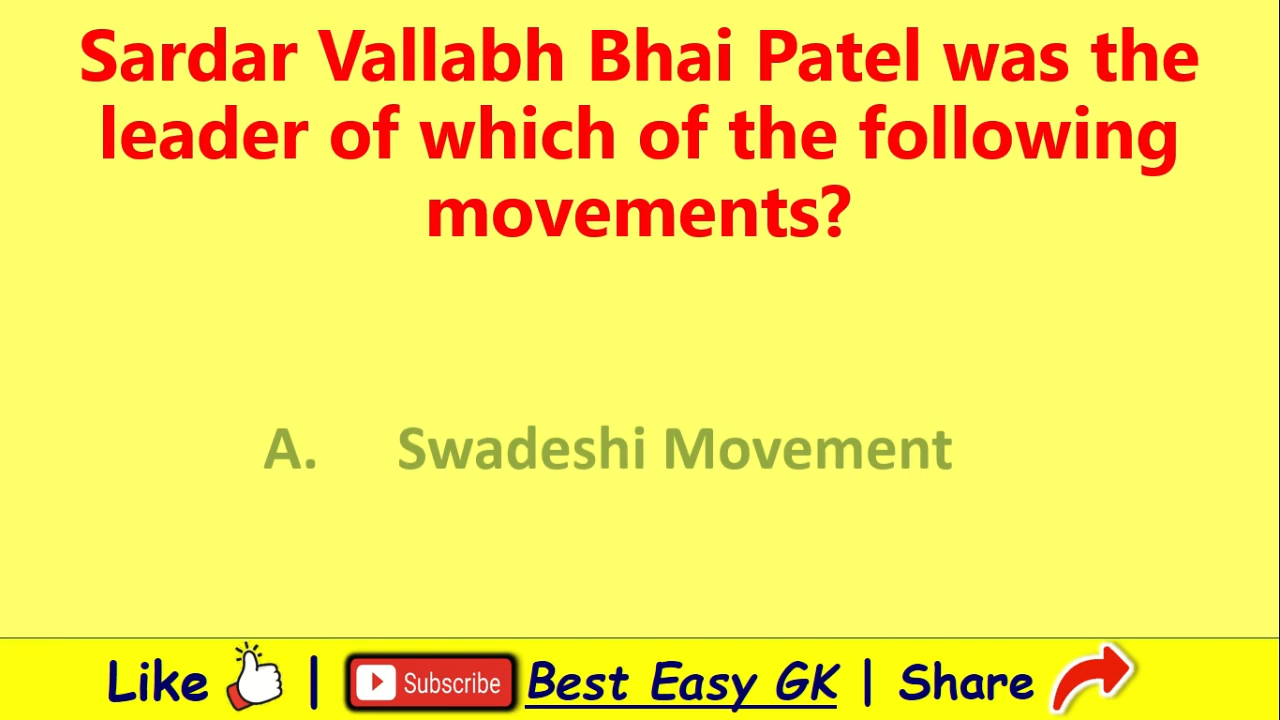 Sardar Vallabh Bhai Patel was the
leader of which of the following
movements?
A. Swadeshi Movement
Like | Subscribe Best Easy GK | Share